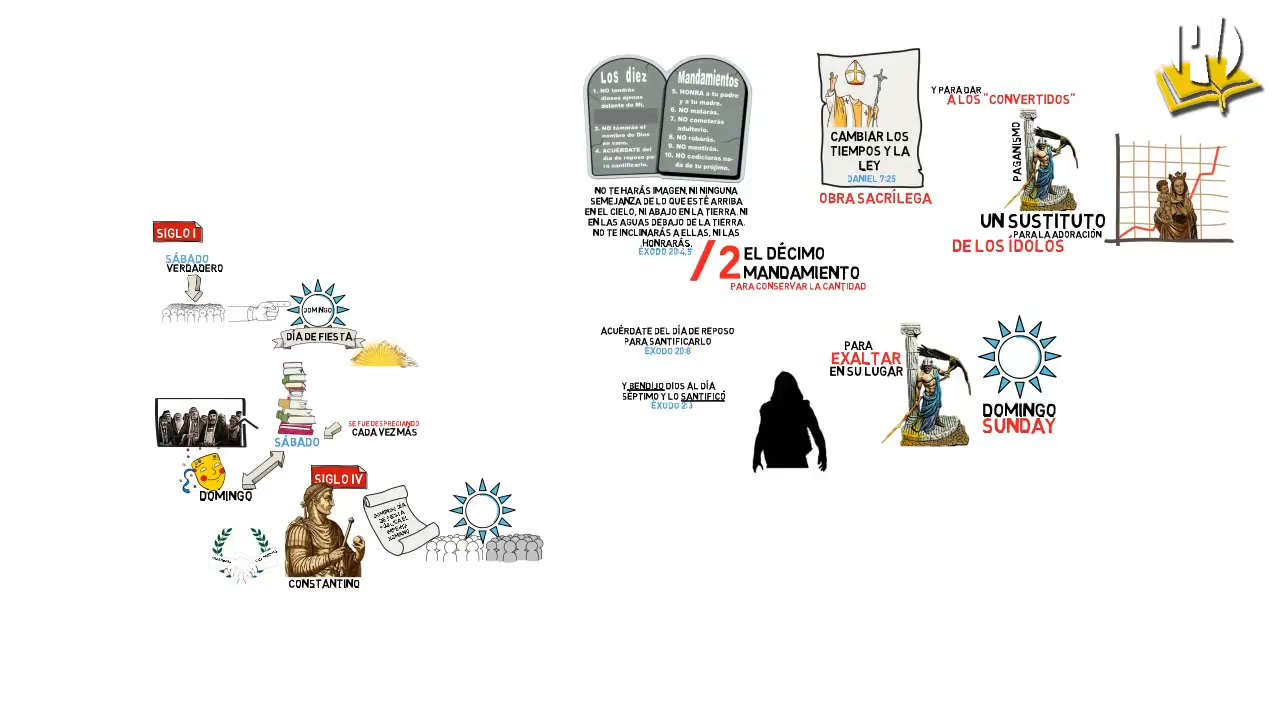 Los diez
1. NO tendrás
dioses ajenos
delante de Mí,
3. NO tomarás el
nombre de Dios
en vano.
4. ACUÉRDATE del
día de reposo pa-
ra santificarlo.
Mandamientos
5. HONRA a tu padre
y a tu madre.
6. NO matarás.
7. NO cometerás
adulterio.
8. NO robarás.
9. NO mentirás.
10. NO codiciarás na-
da de tu prójimo.
NO TE HARÁS IMAGEN, NI NINGUNA
SEMEJANZA DE LO QUE ESTÉ ARRIBA
EN EL CIELO, NI ABAJO EN LA TIERRA, NI
EN LAS AGUAS DEBAJO DE LA TIERRA.
NO TE INCLINARÁS A ELLAS, NI LAS
HONRARÁS.
ÉXODO 20:4,5
/2 EL DÉCIMO
MANDAMIENTO
PARA CONSERVAR LA CANTIDAD
CAMBIAR LOS
TIEMPOS Y LA
LEY
DANIEL 7:25
OBRA SACRÍLEGA
Y PARA DAR
A LOS "CONVERTIDOS"
PAGANISMO
UN SUSTITUTO
PARA LA ADORACIÓN
DE LOS ÍDOLOS
SIGLO I
SÁBADO
VERDADERO
DOMINGO
DÍA DE FIESTA
SÁBADO
SE FUE DESPRECIANDO
CADA VEZ MÁS
DOMINGO
SIGLO IV
CONSTANTINO
ACUÉRDATE DEL DÍA DE REPOSO
PARA SANTIFICARLO
ÉXODO 20:8
Y BENDIJO DIOS AL DÍA
SÉPTIMO Y LO SANTIFICÓ
ÉXODO 2:3
PARA
EXALTAR
EN SU LUGAR
DOMINGO
SUNDAY